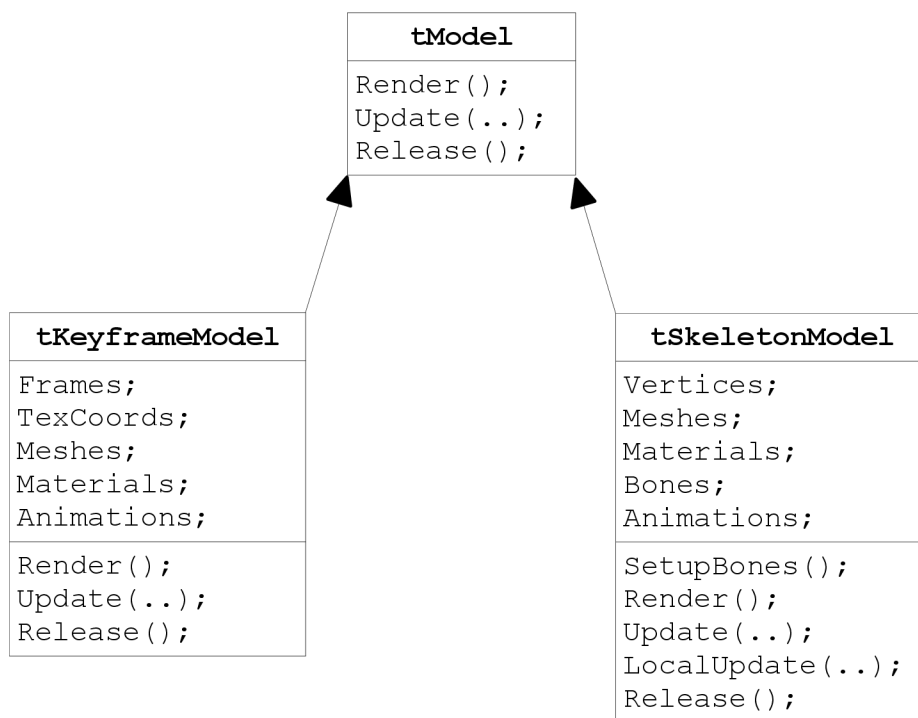 tModel
Render();
Update(..);
Release();
tKeyframeModel
Frames;
TexCoords;
Meshes;
Materials;
Animations;
Render();
Update(..);
Release();
tSkeletonModel
Vertices;
Meshes;
Materials;
Bones;
Animations;
SetupBones();
Render();
Update(..);
LocalUpdate(..);
Release();